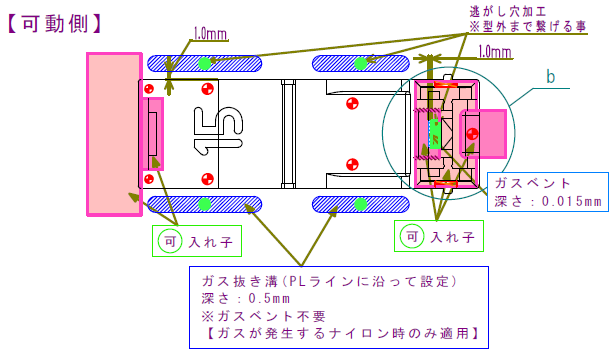 【可動側】
1.0mm
逃がし穴加工
※型外まで繋げる事
1.0mm
b
15
ガスベント
深さ：0.015mm
可 入れ子
可 入れ子
ガス抜き溝(PLラインに沿って設定)
深さ：0.5mm
※ガスベント不要
【ガスが発生するナイロン時のみ適用】